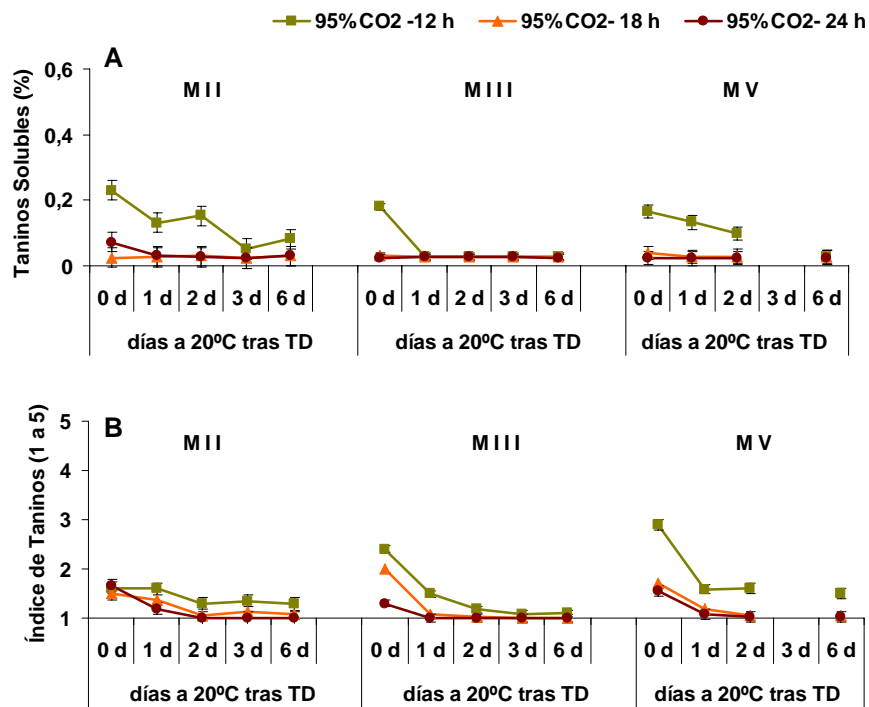 95%CO2 -12 h 95%CO2- 18 h 95%CO2- 24 h
A
M II M III M V
Taninos Solubles (%)
0,6
0,4
0,2
0
0 d 1 d 2 d 3 d 6 d 0 d 1 d 2 d 3 d 6 d 0 d 1 d 2 d 3 d 6 d
días a 20ºC tras TD días a 20ºC tras TD días a 20ºC tras TD
B
M II M III M V
Índice de Taninos (1 a 5)
5
4
3
2
1
0 d 1 d 2 d 3 d 6 d 0 d 1 d 2 d 3 d 6 d 0 d 1 d 2 d 3 d 6 d
días a 20ºC tras TD días a 20ºC tras TD días a 20ºC tras TD